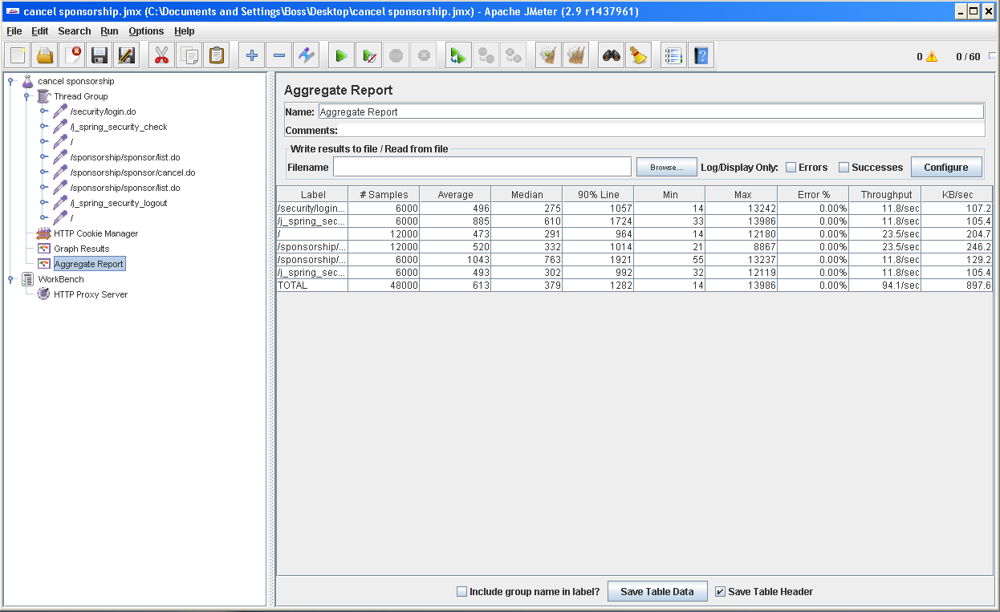 cancel sponsorship.jmx (C:\Documents and Settings\Boss\Desktop\cancel sponsorship.jmx) - Apache JMeter (2.9 r1437961)
File Edit Search Run Options Help
0 0 / 60
cancel sponsorship
Thread Group
/security/login.do
/j_spring_security_check
/
/sponsorship/sponsor/list.do
/sponsorship/sponsor/cancel.do
/sponsorship/sponsor/list.do
/j_spring_security_logout
/
HTTP Cookie Manager
Graph Results
Aggregate Report
WorkBench
HTTP Proxy Server
Aggregate Report
Name: Aggregate Report
Comments:
Write results to file / Read from file
Filename Browse... Log/Display Only: Errors Successes Configure
Label # Samples Average Median 90% Line Min Max Error % Throughput KB/sec
/security/login... 6000 496 275 1057 14 13242 0.00% 11.8/sec 107.2
/j_spring_sec... 6000 885 610 1724 33 13986 0.00% 11.8/sec 105.4
/ 12000 473 291 964 14 12180 0.00% 23.5/sec 204.7
/sponsorship/... 12000 520 332 1014 21 8867 0.00% 23.5/sec 246.2
/sponsorship/... 6000 1043 763 1921 55 13237 0.00% 11.8/sec 129.2
/j_spring_sec... 6000 493 302 992 32 12119 0.00% 11.8/sec 105.4
TOTAL 48000 613 379 1282 14 13986 0.00% 94.1/sec 897.6
Include group name in label? Save Table Data Save Table Header